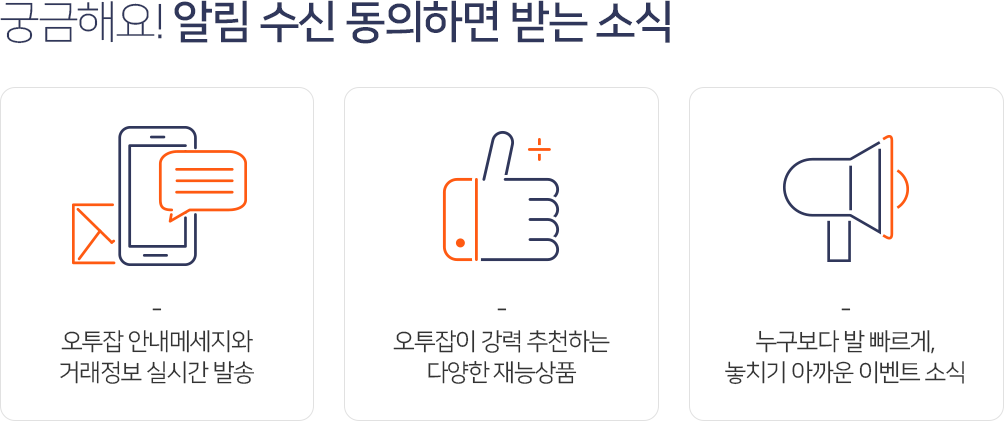 궁금해요! 알림 수신 동의하면 받는 소식
-
오투잡 안내메세지와
거래정보 실시간 발송
-
오투잡이 강력 추천하는
다양한 재능상품
-
누구보다 발 빠르게,
놓치기 아까운 이벤트 소식